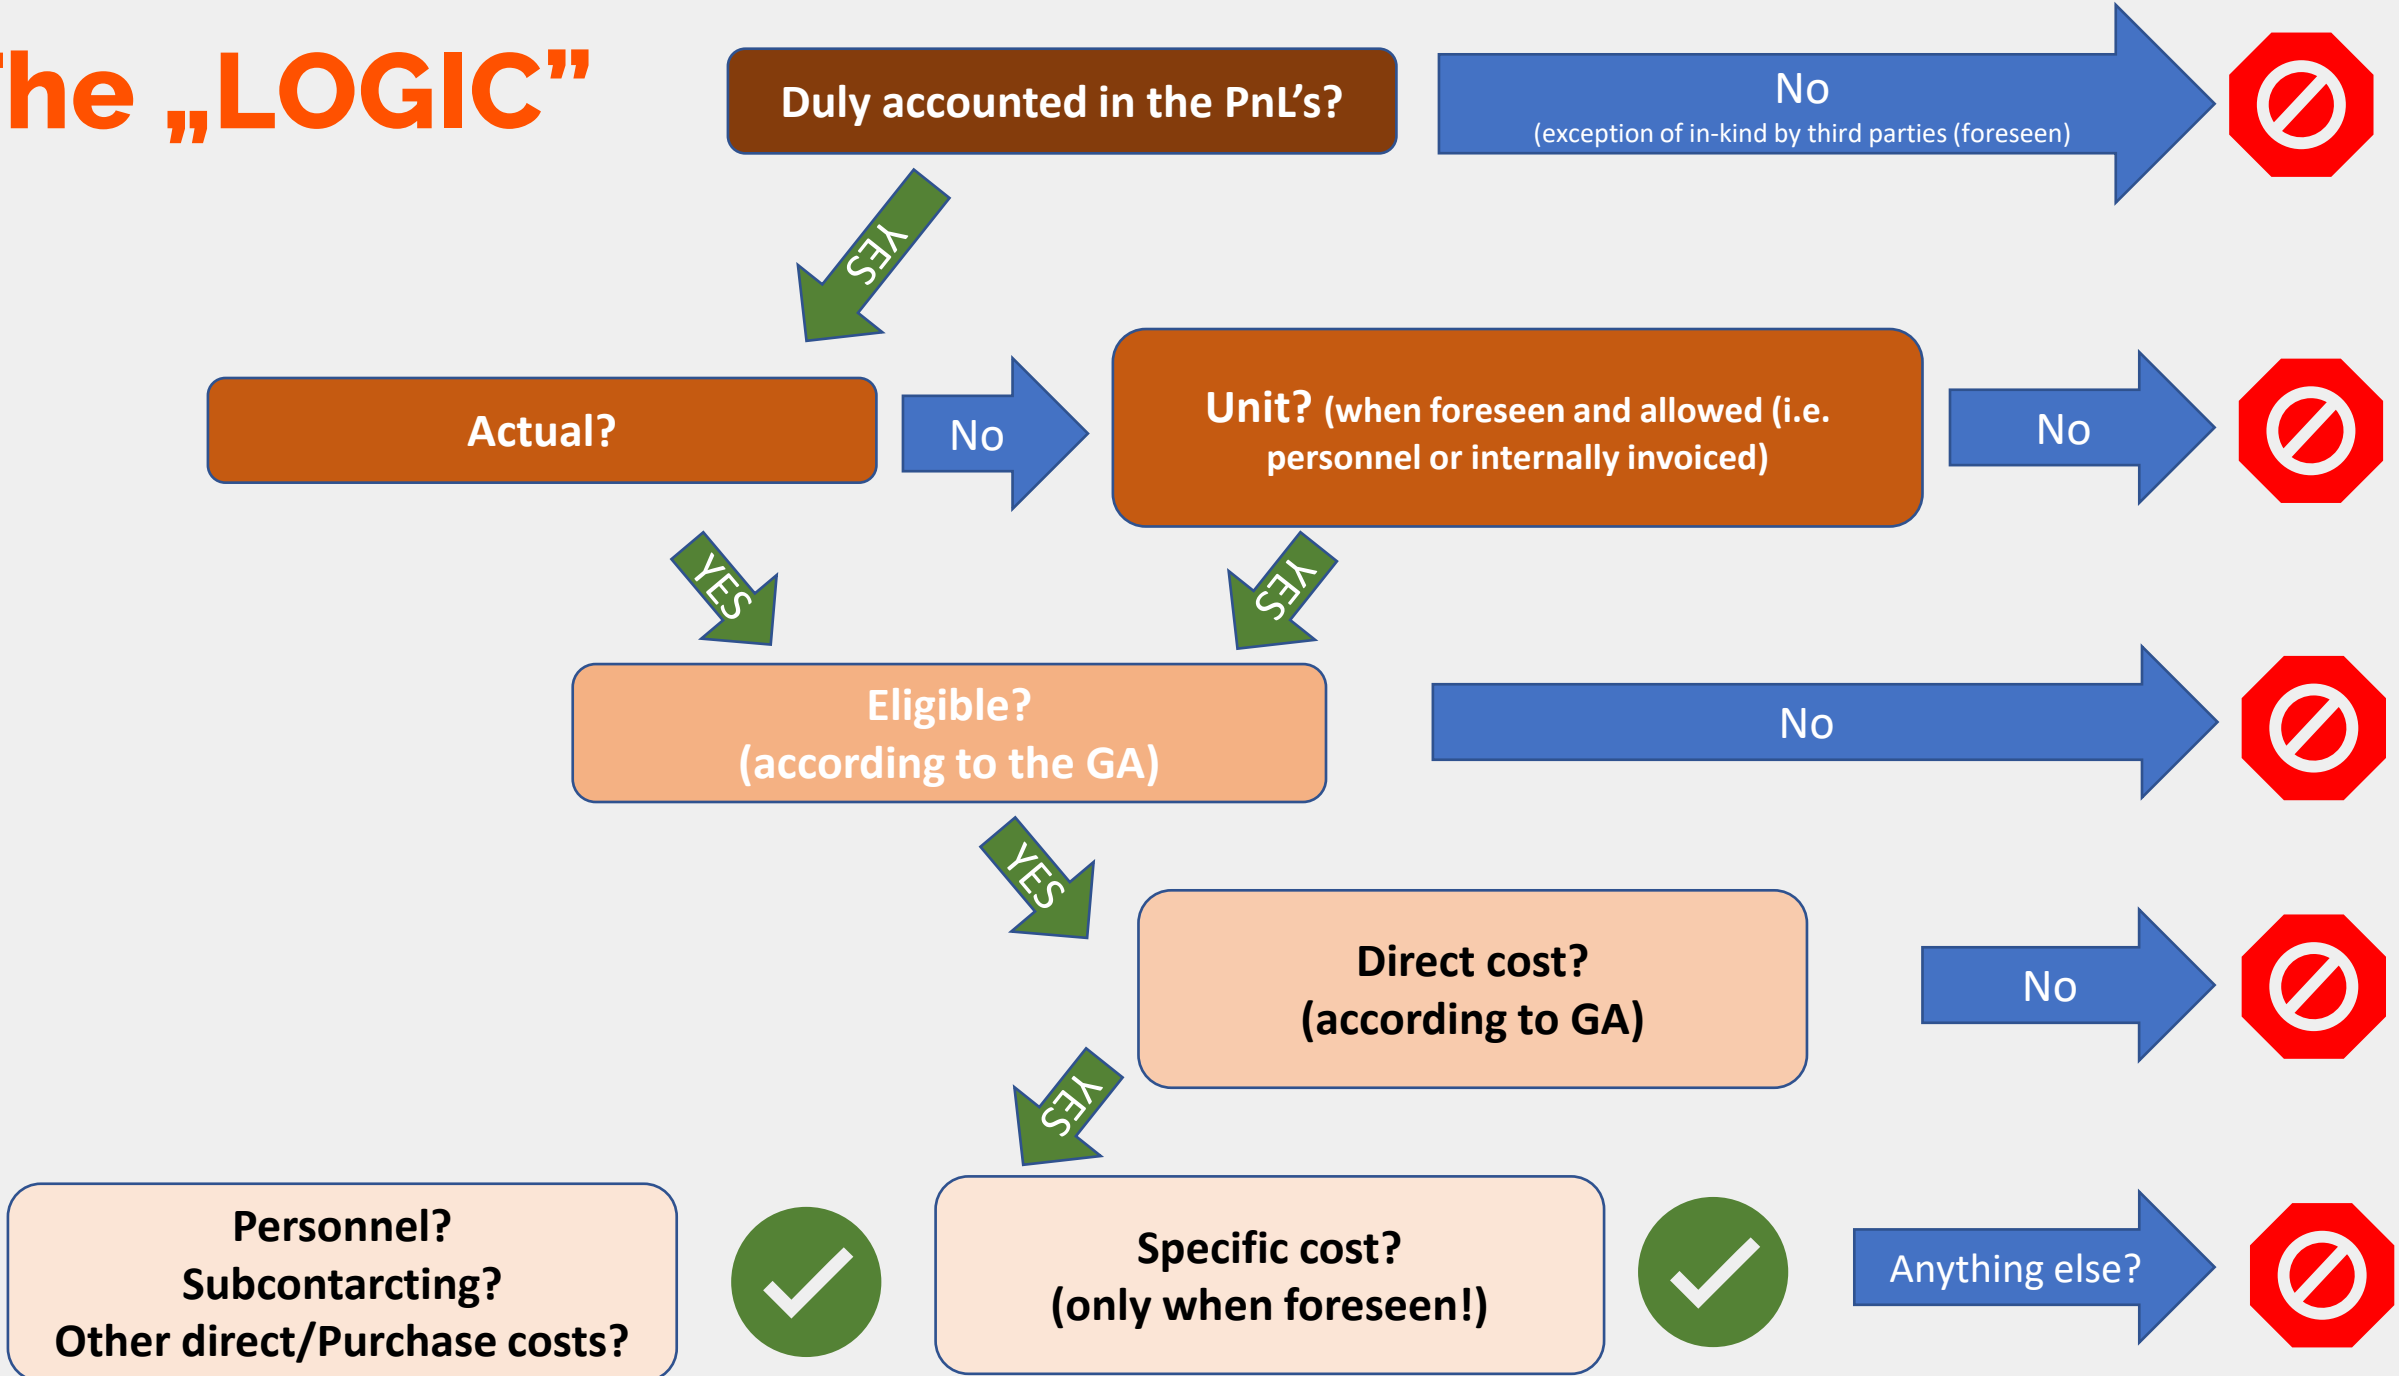 The „LOGIC”
Duly accounted in the PnL’s?
No
(exception of in-kind by third parties (foreseen)
YES
Actual?
No
Unit? (when foreseen and allowed (i.e.
personnel or internally invoiced)
No
YES
YES
Eligible?
(according to the GA)
No
YES
Direct cost?
(according to GA)
No
YES
Personnel?
Subcontarcting?
Other direct/Purchase costs?
Specific cost?
(only when foreseen!)
Anything else?